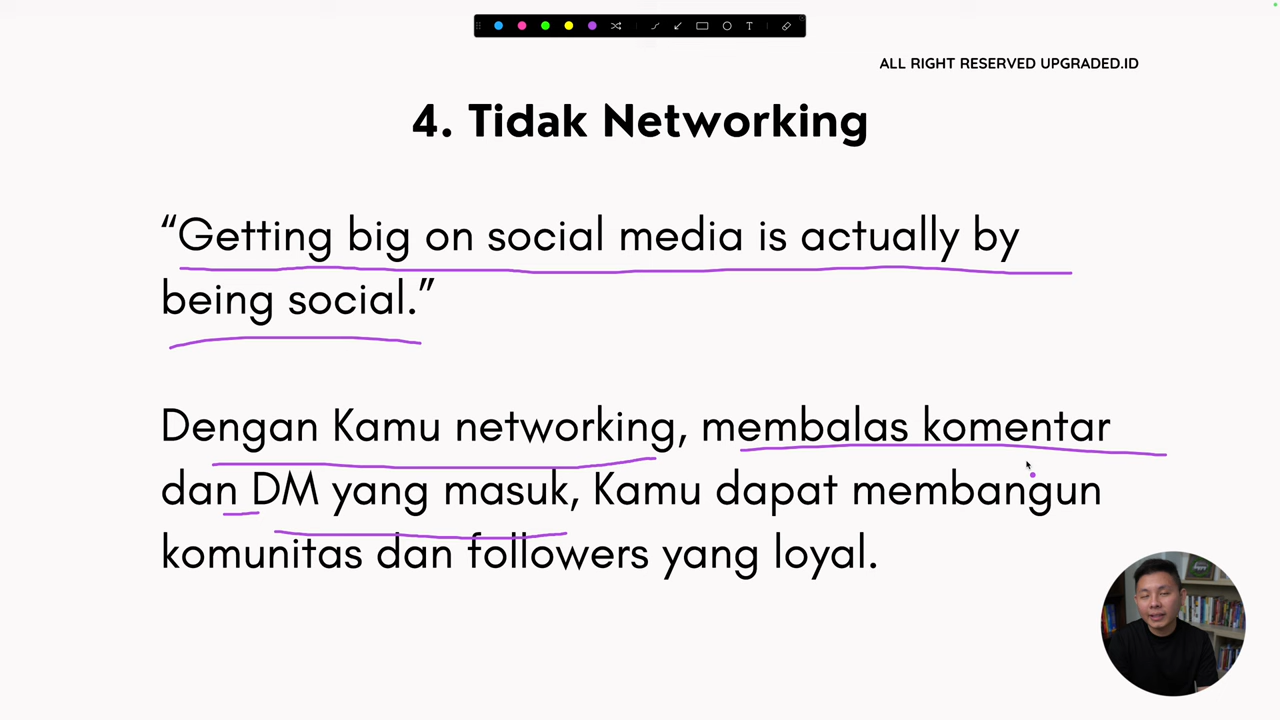 ALL RIGHT RESERVED UPGRADED.ID
4. Tidak Networking
“Getting big on social media is actually by
being social.”
Dengan Kamu networking, membalas komentar
dan DM yang masuk, Kamu dapat membangun
komunitas dan followers yang loyal.